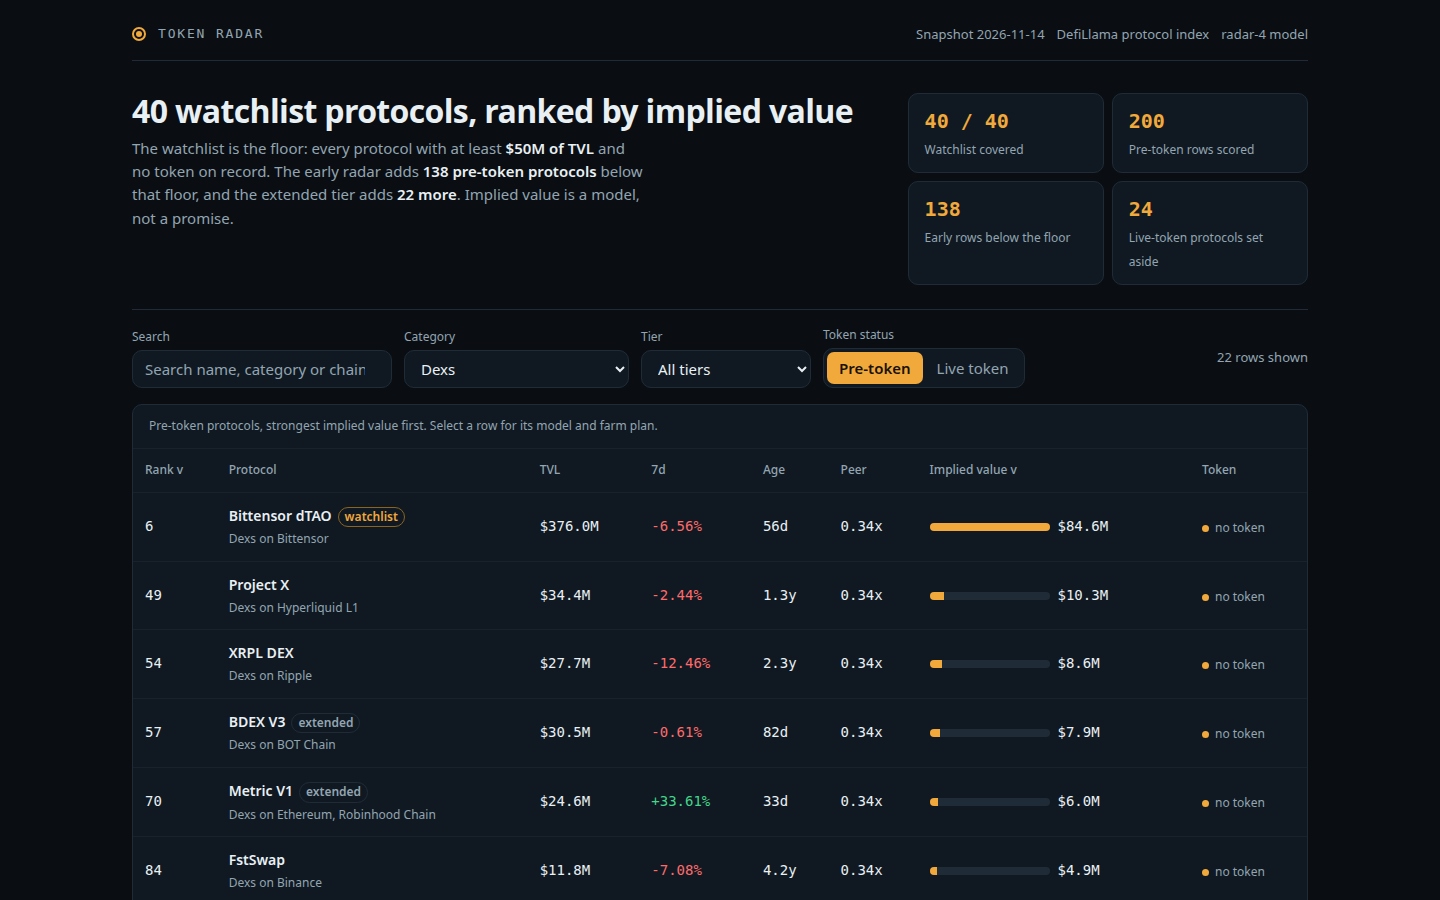 TOKEN RADAR
Snapshot 2026-11-14 DefiLlama protocol index radar-4 model
40 watchlist protocols, ranked by implied value
The watchlist is the floor: every protocol with at least $50M of TVL and
no token on record. The early radar adds 138 pre-token protocols below
that floor, and the extended tier adds 22 more. Implied value is a model,
not a promise.
40 / 40
Watchlist covered
200
Pre-token rows scored
138
Early rows below the floor
24
Live-token protocols set
aside
Search
Category
Tier
Token status
Search name, category or chain
Dexs
All tiers
Pre-token
Live token
22 rows shown
Pre-token protocols, strongest implied value first. Select a row for its model and farm plan.
Rank v Protocol TVL 7d Age Peer Implied value v Token
6 Bittensor dTAO watchlist $376.0M -6.56% 56d 0.34x $84.6M no token
Dexs on Bittensor
49 Project X $34.4M -2.44% 1.3y 0.34x $10.3M no token
Dexs on Hyperliquid L1
54 XRPL DEX $27.7M -12.46% 2.3y 0.34x $8.6M no token
Dexs on Ripple
57 BDEX V3 extended $30.5M -0.61% 82d 0.34x $7.9M no token
Dexs on BOT Chain
70 Metric V1 extended $24.6M +33.61% 33d 0.34x $6.0M no token
Dexs on Ethereum, Robinhood Chain
84 FstSwap $11.8M -7.08% 4.2y 0.34x $4.9M no token
Dexs on Binance